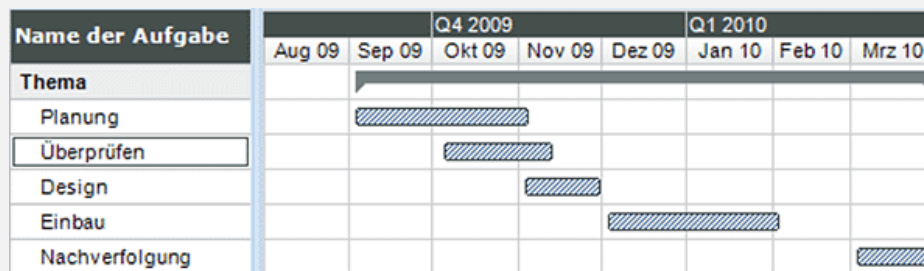 Name der Aufgabe
Q4 2009 Q1 2010
Aug 09 Sep 09 Okt 09 Nov 09 Dez 09 Jan 10 Feb 10 Mrz 10
Thema
Planung
Überprüfen
Design
Einbau
Nachverfolgung